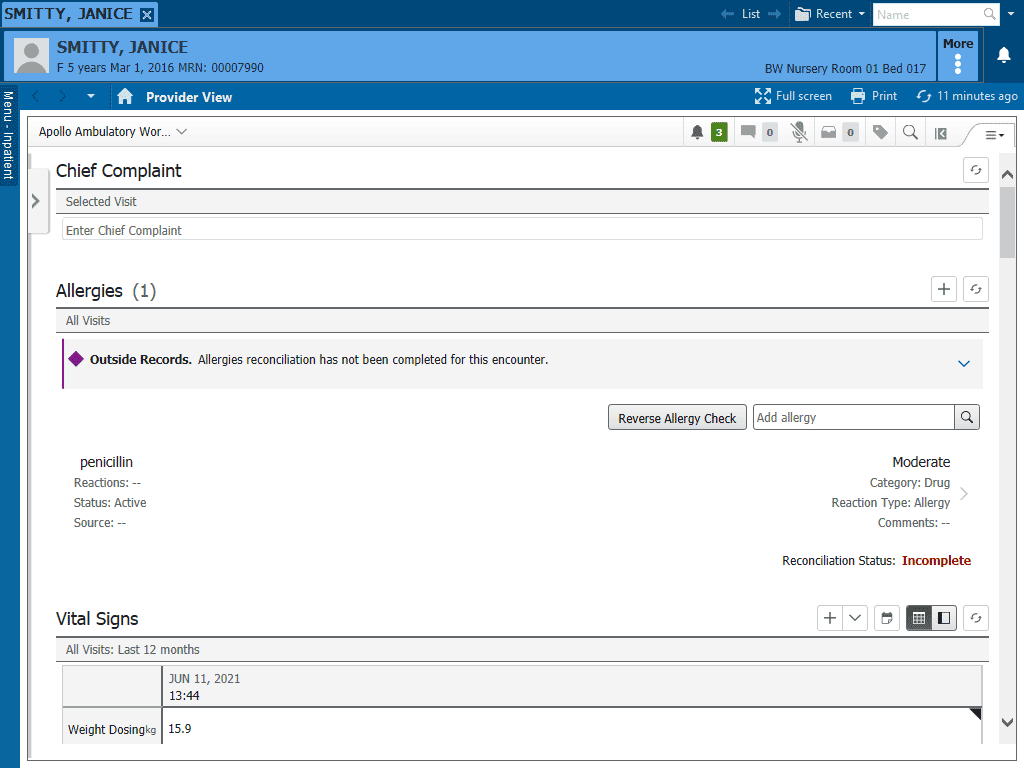 SMITTY, JANICE
List
Recent
Name
SMITTY, JANICE
F 5 years Mar 1, 2016 MRN: 00007990
BW Nursery Room 01 Bed 017
More
Menu - Inpatient
Provider View
Full screen
Print
11 minutes ago
Apollo Ambulatory Wor...
3
0
0
Chief Complaint
Selected Visit
Enter Chief Complaint
Allergies (1)
All Visits
Outside Records. Allergies reconciliation has not been completed for this encounter.
Reverse Allergy Check
Add allergy
penicillin
Moderate
Reactions: --
Category: Drug
Status: Active
Reaction Type: Allergy
Source: --
Comments: --
Reconciliation Status: Incomplete
Vital Signs
All Visits: Last 12 months
JUN 11, 2021
13:44
Weight Dosing kg
15.9